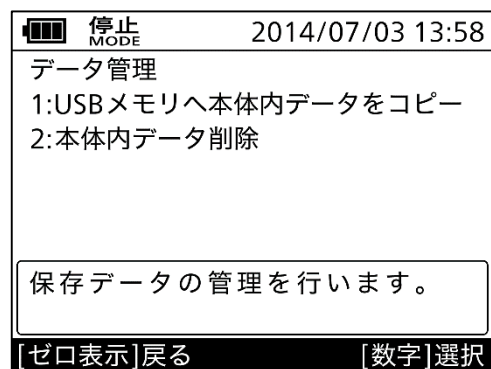 停止 2014/07/03 13:58
MODE
データ管理
1:USBメモリへ本体内データをコピー
2:本体内データ削除
保存データの管理を行います。
[ゼロ表示]戻る [数字]選択